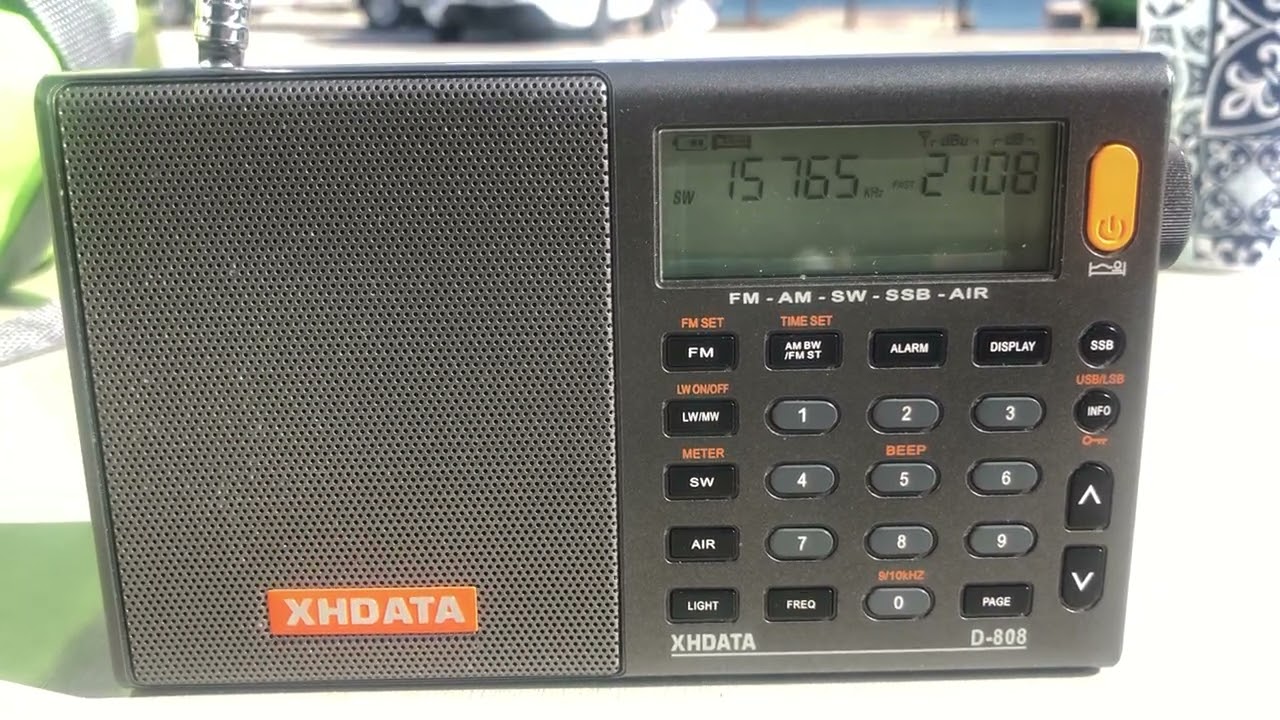 SW 15765 KHz FAST 2108
FM - AM - SW - SSB - AIR
FM SET TIME SET
FM AM BW /FM ST ALARM DISPLAY SSB
LW ON/OFF USB/LSB
LW/MW 1 2 3 INFO
METER BEEP
SW 4 5 6
AIR 7 8 9
9/10kHZ
LIGHT FREQ 0 PAGE
XHDATA
XHDATA D-808